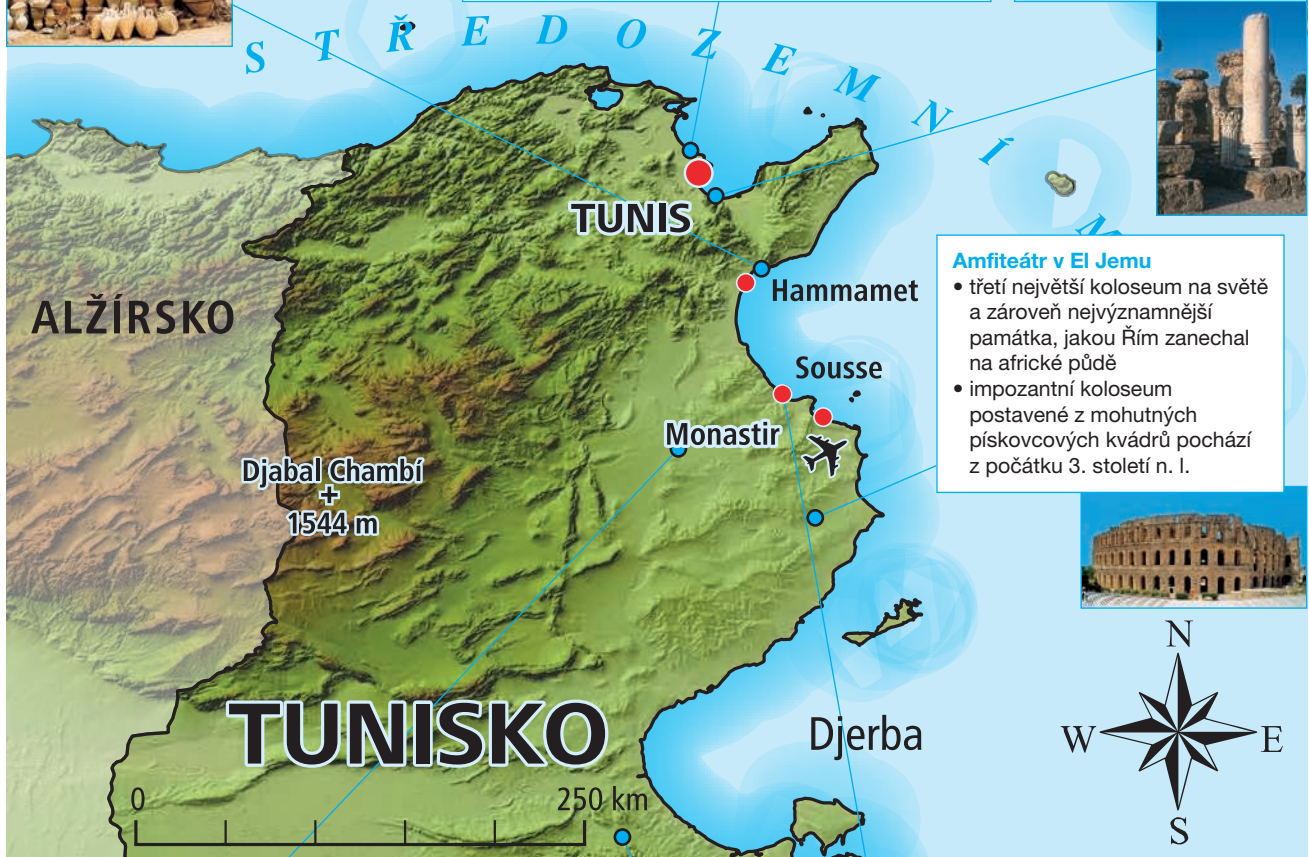 STŘEDOZEMNÍ M
TUNIS
ALŽÍRSKO
Hammamet
Sousse
Monastir
Djabal Chambí
+
1544 m
Amfiteátr v El Jemu
• třetí největší koloseum na světě
a zároveň nejvýznamnější
památka, jakou Řím zanechal
na africké půdě
• impozantní koloseum
postavené z mohutných
pískovcových kvádrů pochází
z počátku 3. století n. l.
TUNISKO
Djerba
0
250 km
N
W
E
S